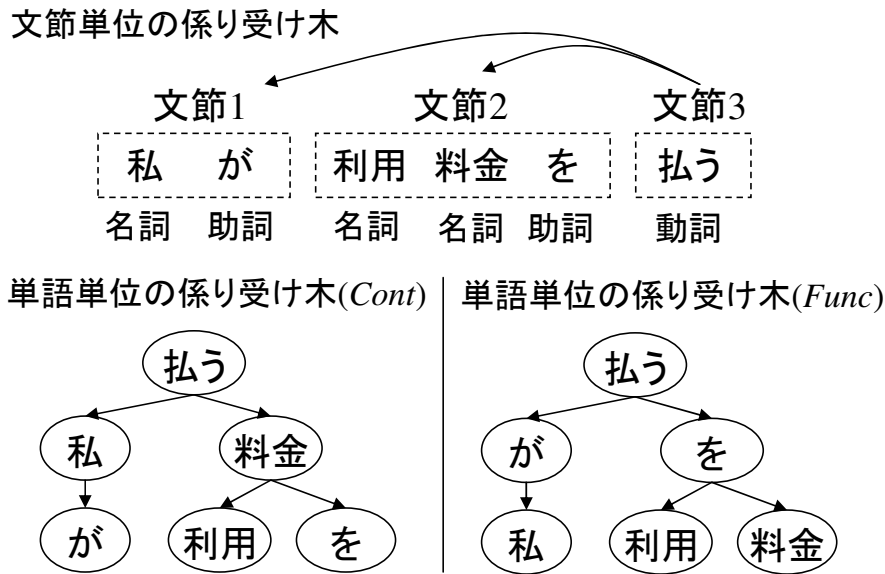 文節単位の係り受け木
文節1 文節2 文節3
私 が 利用 料金 を 払う
名詞 助詞 名詞 名詞 助詞 動詞
単語単位の係り受け木(Cont)
払う
私 料金
が 利用 を
単語単位の係り受け木(Func)
払う
が を
私 利用 料金